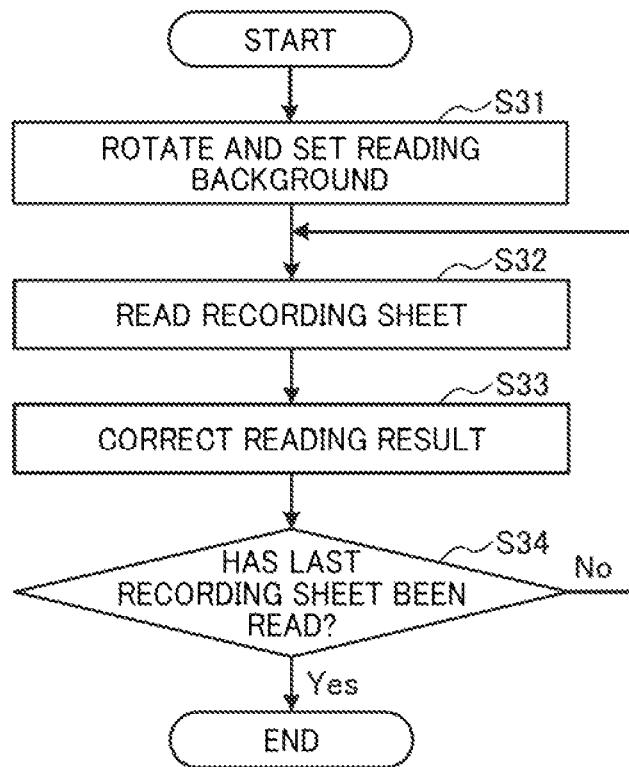 START
S31
ROTATE AND SET READING
BACKGROUND
S32
READ RECORDING SHEET
S33
CORRECT READING RESULT
S34
HAS LAST
RECORDING SHEET BEEN
READ?
No
Yes
END